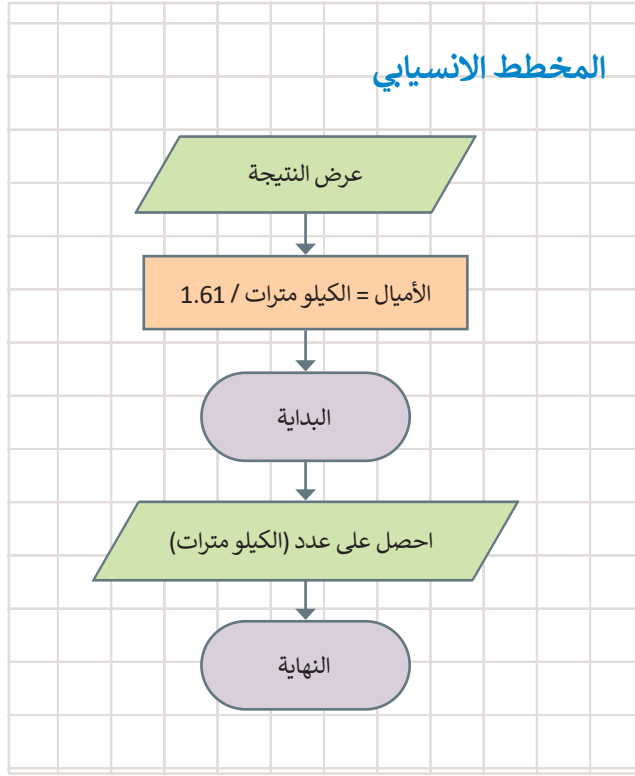 المخطط الانسيابي
عرض النتيجة
الأميال = الكيلو مترات / 1.61
البداية
احصل على عدد (الكيلو مترات)
النهاية